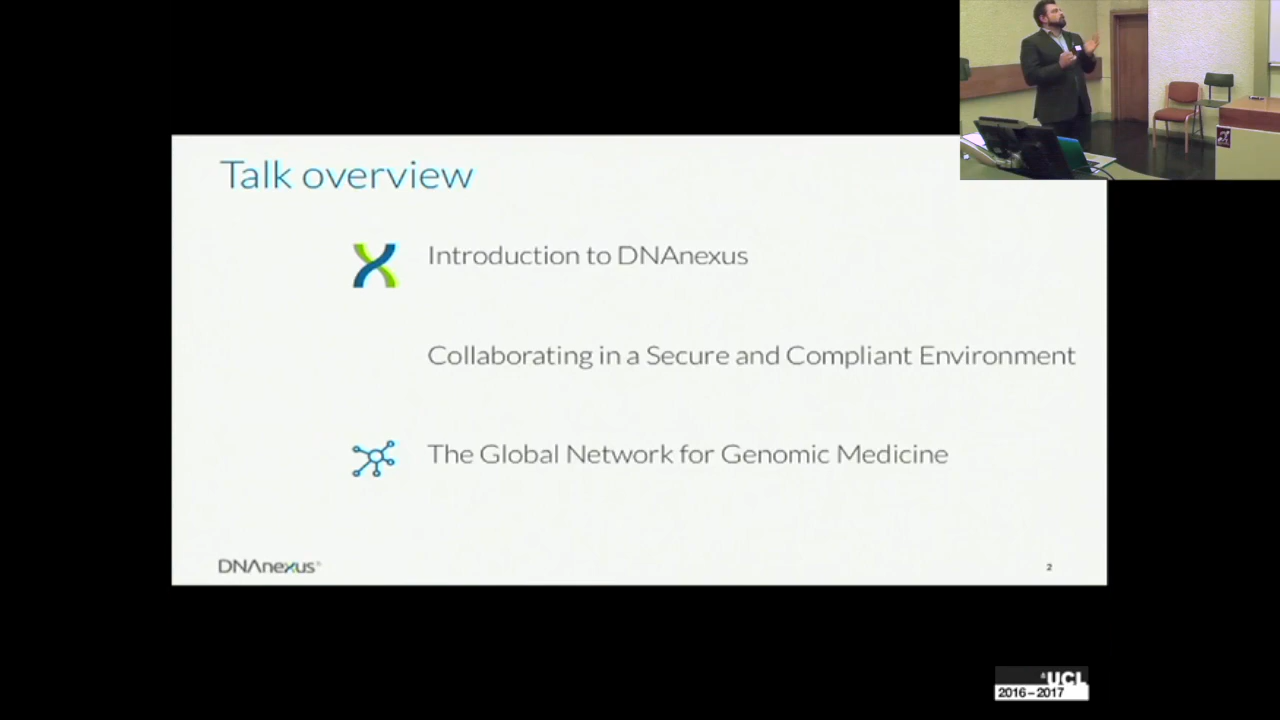 Talk overview
Introduction to DNAnexus
Collaborating in a Secure and Compliant Environment
The Global Network for Genomic Medicine
DNAnexus®
2
UCL
2016–2017